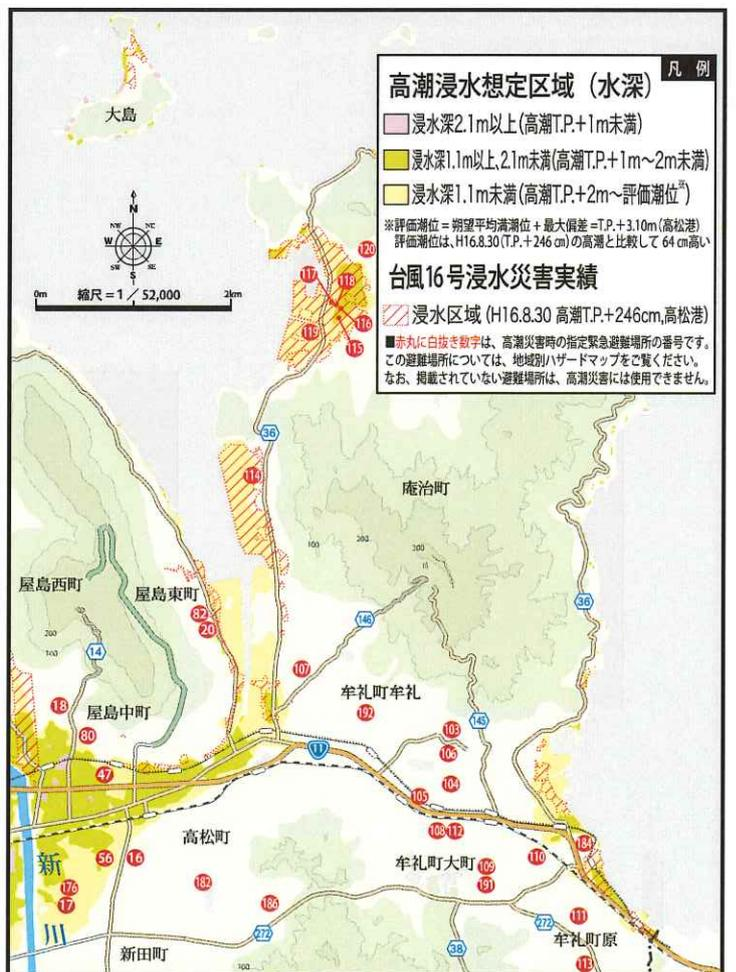 大島
N
NW
NE
W
E
SW
SE
S
0m
縮尺=1/52,000
2km
凡例
高潮浸水想定区域（水深）
浸水深2.1m以上(高潮T.P.+1m未満)
浸水深1.1m以上、2.1m未満(高潮T.P.+1m～2m未満)
浸水深1.1m未満(高潮T.P.+2m～評価潮位※)
※評価潮位=朔望平均満潮位+最大偏差=T.P.+3.10m(高松港)
評価潮位は、H16.8.30(T.P.+246㎝)の高潮と比較して64㎝高い
台風16号浸水災害実績
浸水区域(H16.8.30 高潮T.P.+246cm,高松港)
■赤丸に白抜き数字は、高潮災害時の指定緊急避難場所の番号です。
この避難場所については、地域別ハザードマップをご覧ください。
なお、掲載されていない避難場所は、高潮災害には使用できません。
120
117
118
116
119
115
36
114
庵治町
100
200
300
屋島西町
屋島東町
82
20
146
36
200
100
14
107
牟礼町牟礼
18
屋島中町
192
145
80
103
11
106
47
104
105
高松町
108
112
184
新川
56
16
牟礼町大町
109
110
176
182
191
17
186
111
272
272
牟礼町原
新田町
38
100
113